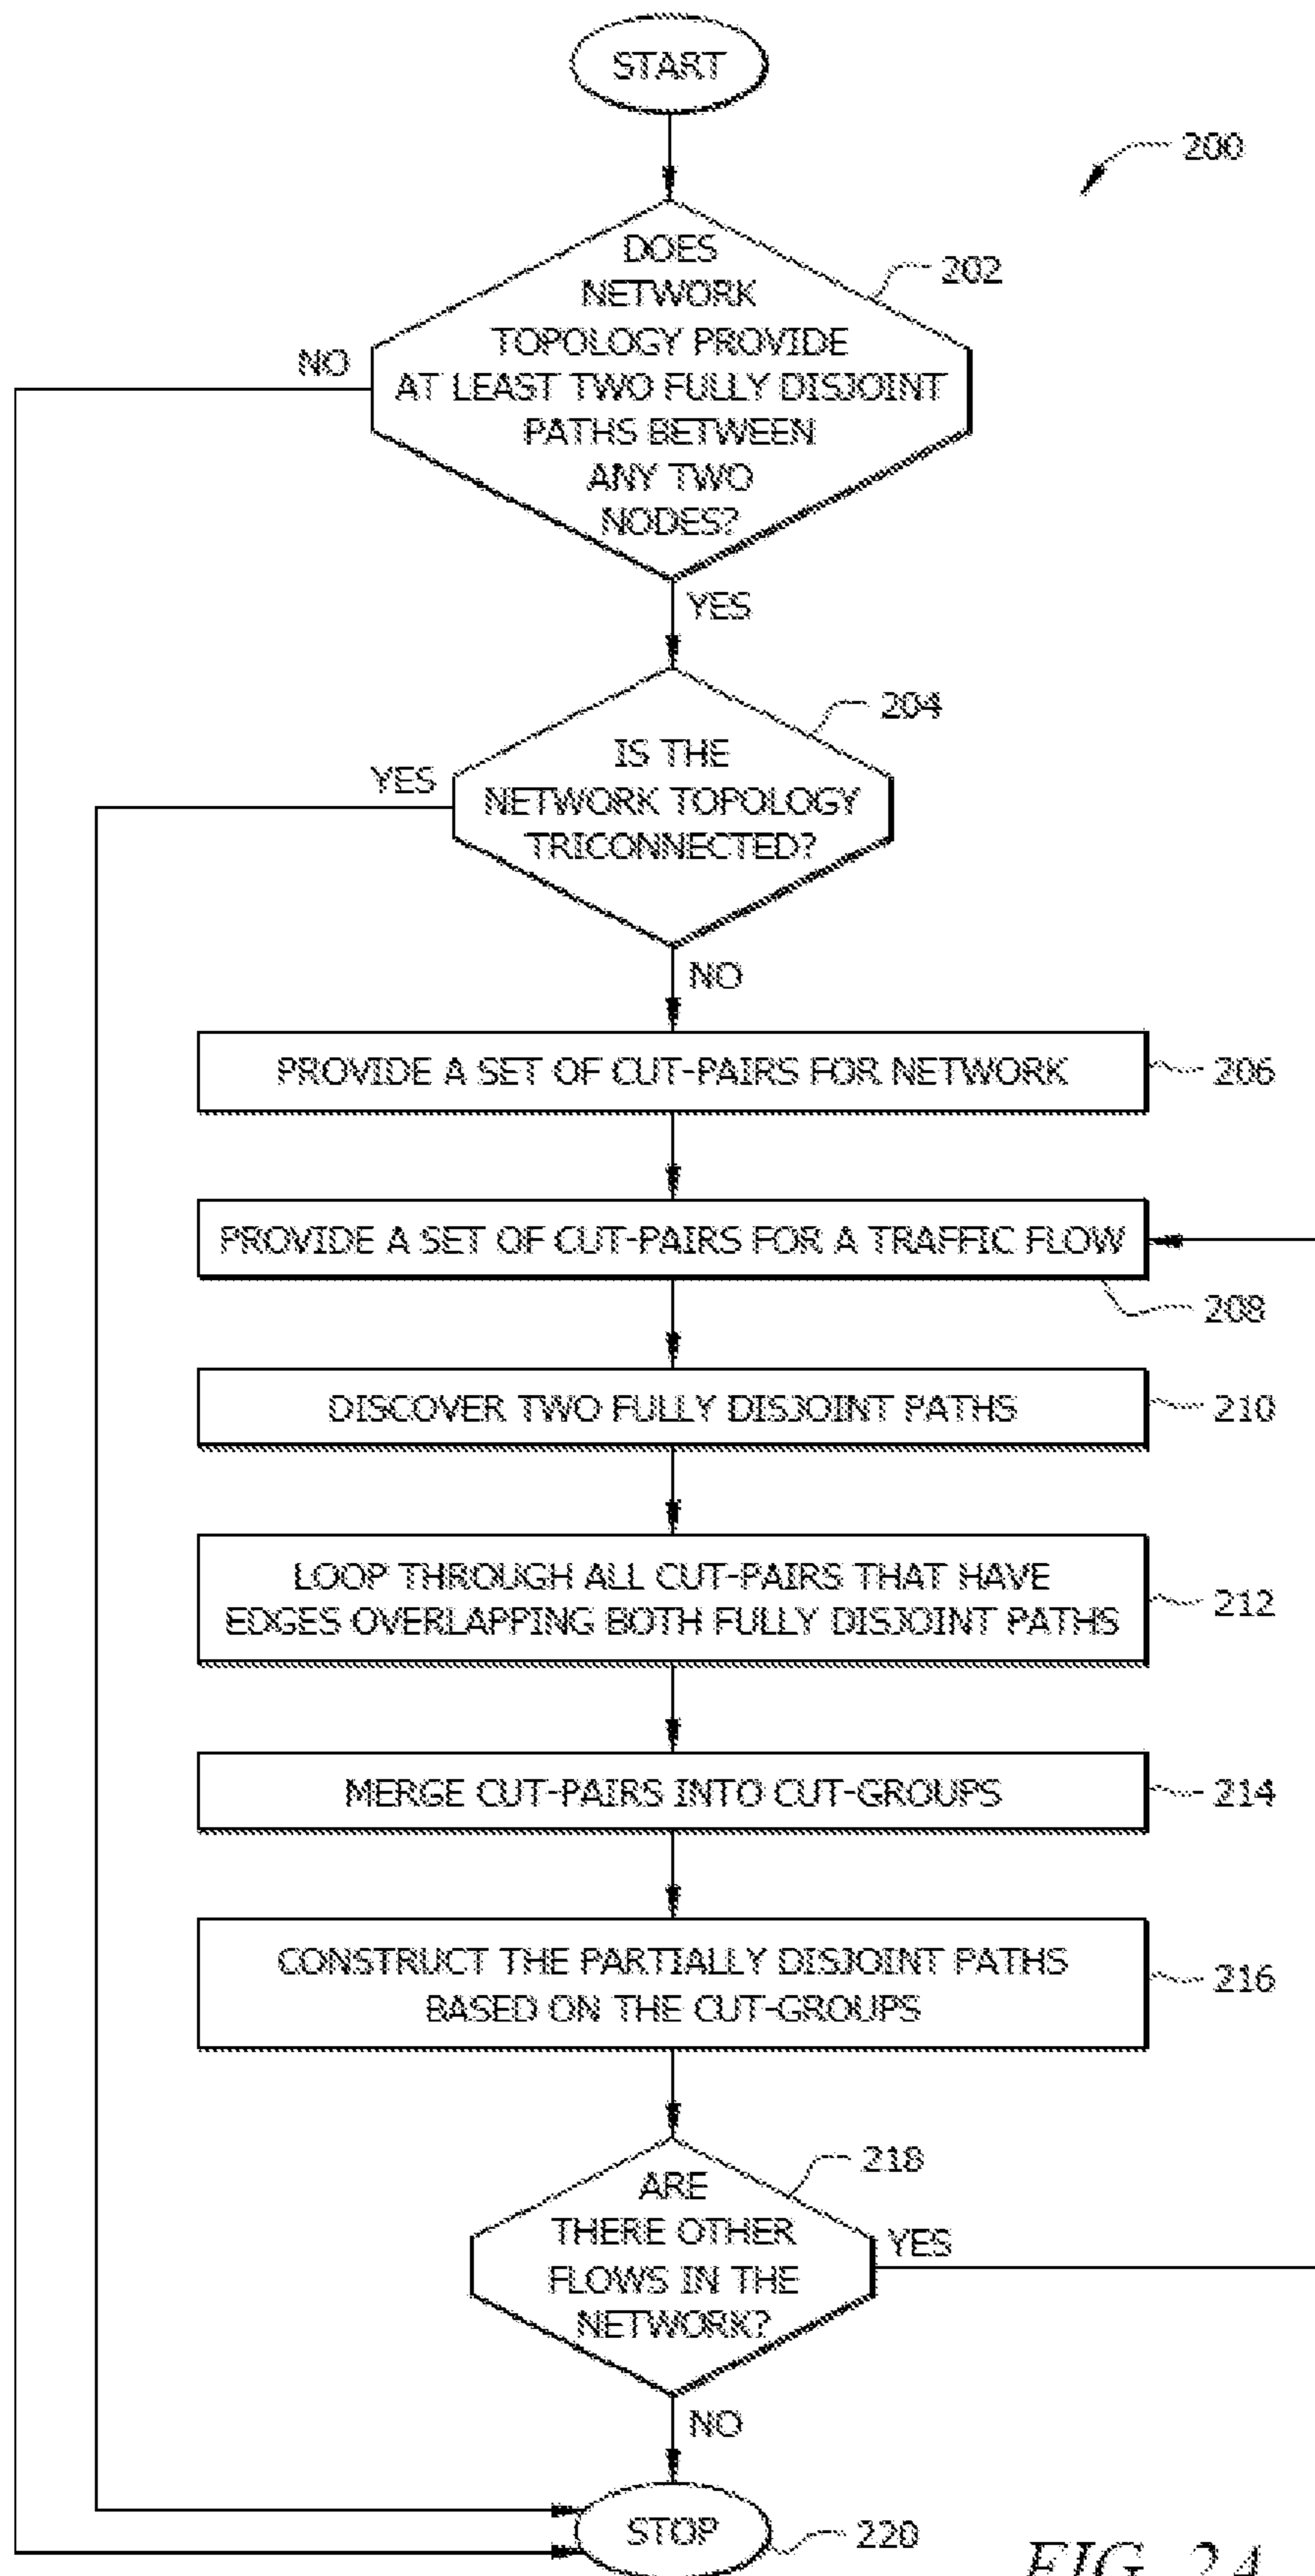 START
200
DOES
NETWORK
TOPOLOGY PROVIDE
AT LEAST TWO FULLY DISJOINT
PATHS BETWEEN
ANY TWO
NODES?
202
NO
YES
IS THE
NETWORK TOPOLOGY
TRICONNECTED?
204
YES
NO
PROVIDE A SET OF CUT-PAIRS FOR NETWORK
206
PROVIDE A SET OF CUT-PAIRS FOR A TRAFFIC FLOW
208
DISCOVER TWO FULLY DISJOINT PATHS
210
LOOP THROUGH ALL CUT-PAIRS THAT HAVE
EDGES OVERLAPPING BOTH FULLY DISJOINT PATHS
212
MERGE CUT-PAIRS INTO CUT-GROUPS
214
CONSTRUCT THE PARTIALLY DISJOINT PATHS
BASED ON THE CUT-GROUPS
216
ARE
THERE OTHER
FLOWS IN THE
NETWORK?
218
YES
NO
STOP
220
FIG. 2A